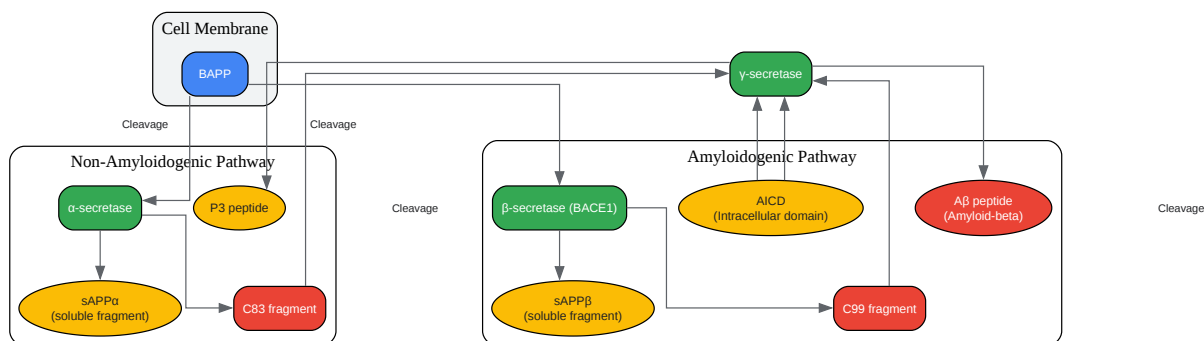 Cell Membrane
BAPP
γ-secretase
Cleavage
Cleavage
Non-Amyloidogenic Pathway
Amyloidogenic Pathway
α-secretase
P3 peptide
Cleavage
β-secretase (BACE1)
AICD
(Intracellular domain)
Aβ peptide
(Amyloid-beta)
Cleavage
sAPPα
(soluble fragment)
C83 fragment
sAPPβ
(soluble fragment)
C99 fragment